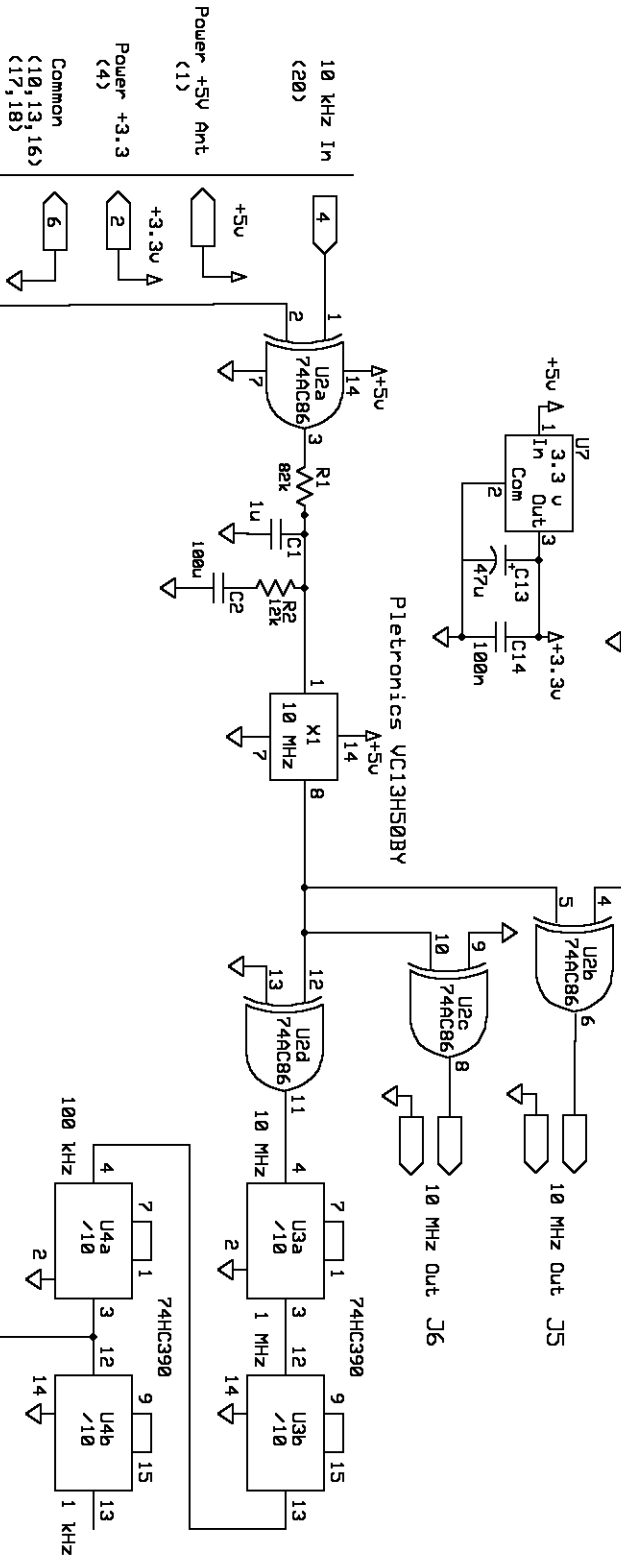 10 kHz In
(20)
Power +5V Ant
(1)
Power +3.3
(4)
Common
(10,13,16)
(17,18)
4
+5v
2
+3.3v
6
1
2
U2a
74AC86
14
+5v
7
3
R1
82k
C1
1u
R2
12k
C2
100u
+5v
1
U7
In
3.3 v
Out
Com
2
3
C13
+
47u
C14
100n
+3.3v
Pletronics VC13H50BY
1
X1
10 MHz
14
+5v
7
8
4
5
U2b
74AC86
6
10 MHz Out J5
9
10
U2c
74AC86
8
10 MHz Out J6
12
13
U2d
74AC86
11
10 MHz
4
7
1
U3a
/10
2
3
1 MHz
74HC390
12
9
15
U3b
/10
14
13
100 kHz
4
7
1
U4a
/10
2
3
74HC390
12
9
15
U4b
/10
14
13
1 kHz